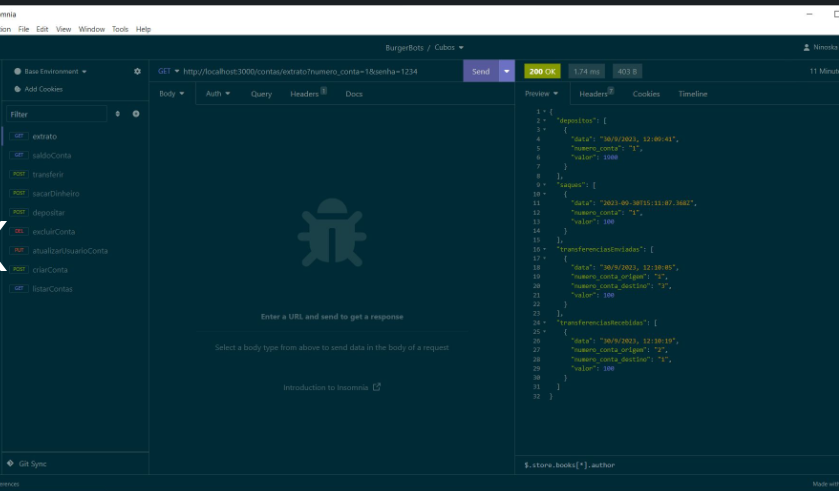 omnia
tion File Edit View Window Tools Help
BurgerBots / Cubos
Ninoska
Base Environment
GET http://localhost:3000/contas/extrato?numero_conta=1&senha=1234
Send
200 OK
1.74 ms
403 B
11 Minut
Add Cookies
Body
Auth
Query
Headers
Docs
Preview
Headers
Cookies
Timeline
Filter
GET extrato
GET saldoConta
POST transferir
POST sacarDinheiro
POST depositar
DEL excluirConta
PUT atualizarUsuarioConta
POST criarConta
GET listarContas
Enter a URL and send to get a response
Select a body type from above to send data in the body of a request
Introduction to Insomnia
1 {
2 "depositos": [
3 {
4 "data": "30/9/2023, 12:09:41",
5 "numero_conta": "1",
6 "valor": 1900
7 }
8 ],
9 "saques": [
10 {
11 "data": "2023-09-30T15:11:07.368Z",
12 "numero_conta": "1",
13 "valor": 100
14 }
15 ],
16 "transferenciasEnviadas": [
17 {
18 "data": "30/9/2023, 12:10:05",
19 "numero_conta_origem": "1",
20 "numero_conta_destino": "3",
21 "valor": 100
22 }
23 ],
24 "transferenciasRecebidas": [
25 {
26 "data": "30/9/2023, 12:10:19",
27 "numero_conta_origem": "2",
28 "numero_conta_destino": "1",
29 "valor": 100
30 }
31 ]
32 }
Git Sync
$.store.books[*].author
erences
Made with